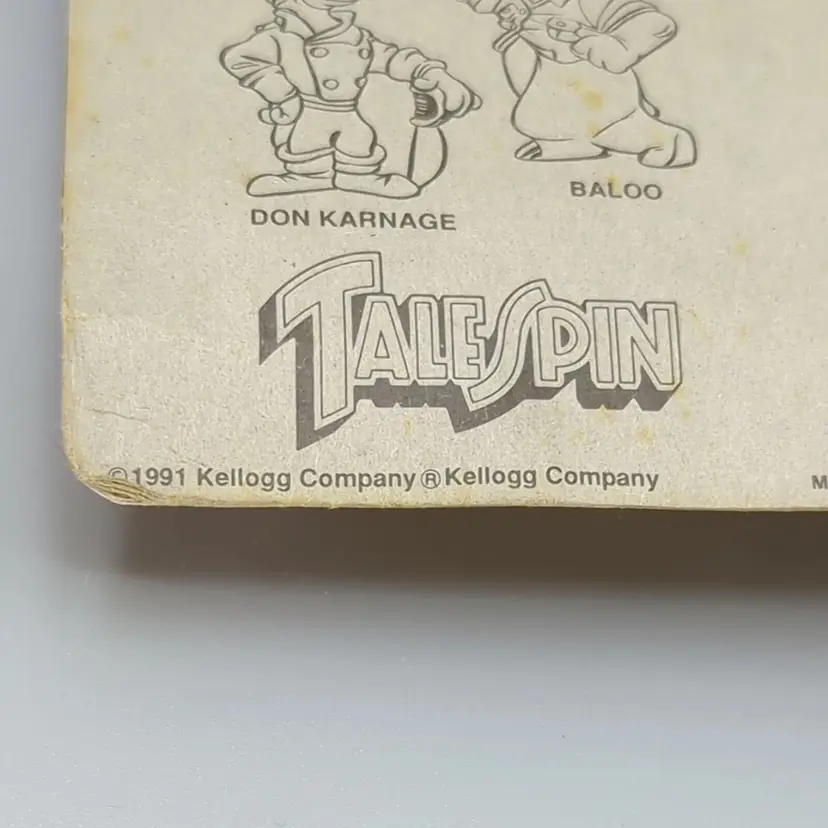 DON KARNAGE
BALOO
TALESPIN
©1991 Kellogg Company ® Kellogg Company